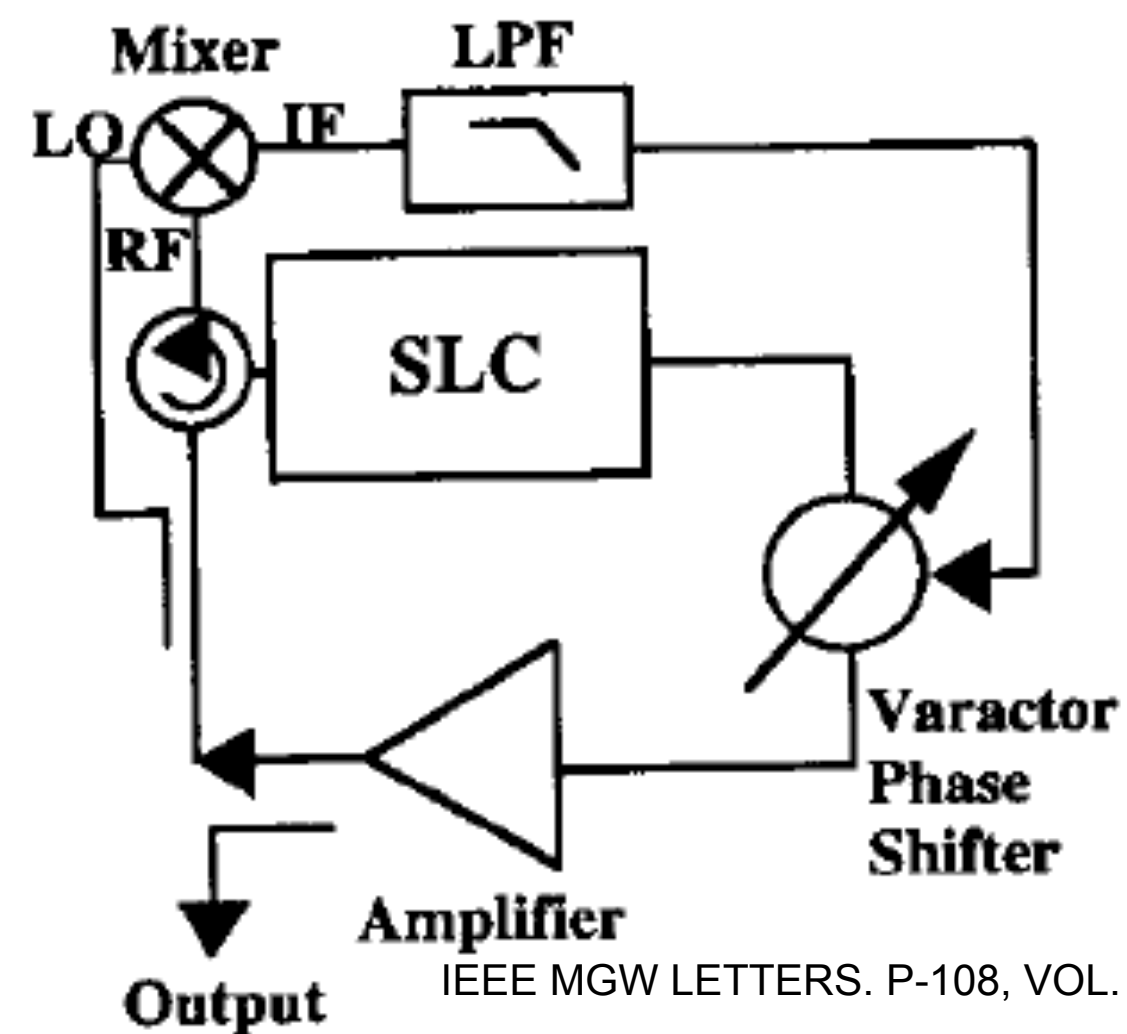 Mixer
LPF
LO
IF
RF
SLC
Varactor
Phase
Shifter
Amplifier
IEEE MGW LETTERS. P-108, VOL.
Output